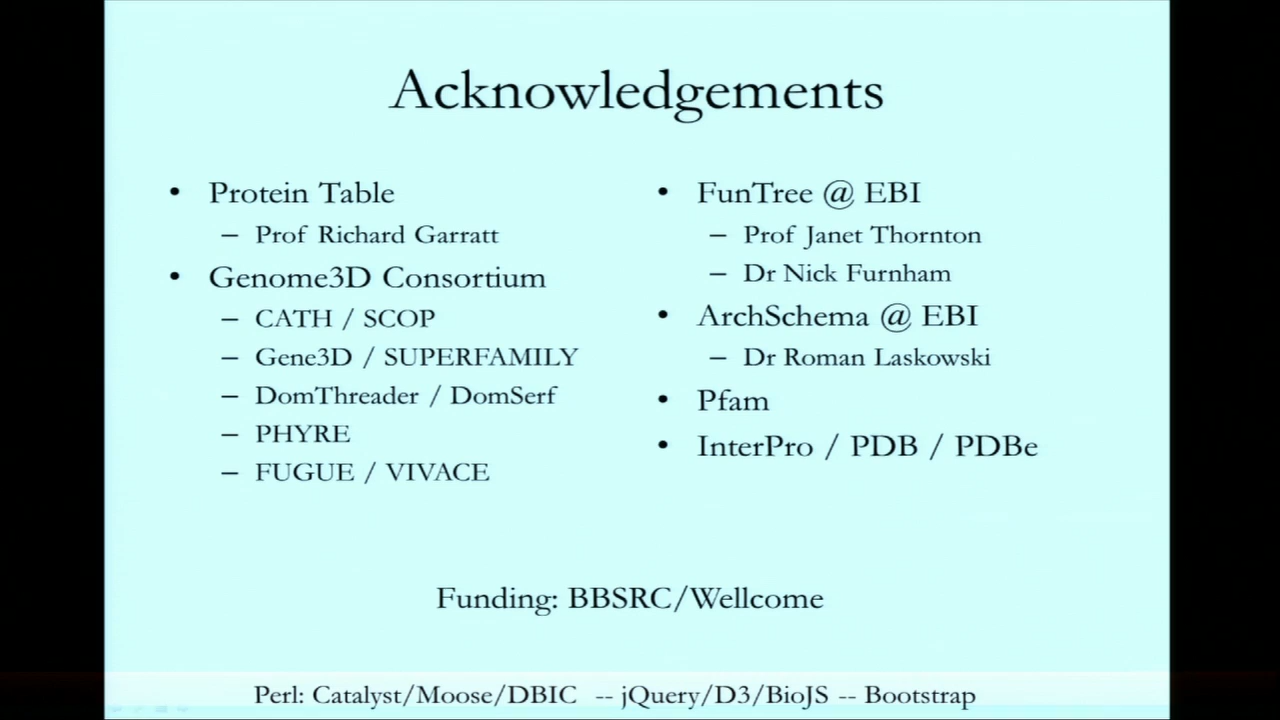 Acknowledgements
• Protein Table
– Prof Richard Garratt
• Genome3D Consortium
– CATH / SCOP
– Gene3D / SUPERFAMILY
– DomThreader / DomSerf
– PHYRE
– FUGUE / VIVACE
• FunTree @ EBI
– Prof Janet Thornton
– Dr Nick Furnham
• ArchSchema @ EBI
– Dr Roman Laskowski
• Pfam
• InterPro / PDB / PDBe
Funding: BBSRC/Wellcome
Perl: Catalyst/Moose/DBIC -- jQuery/D3/BioJS -- Bootstrap